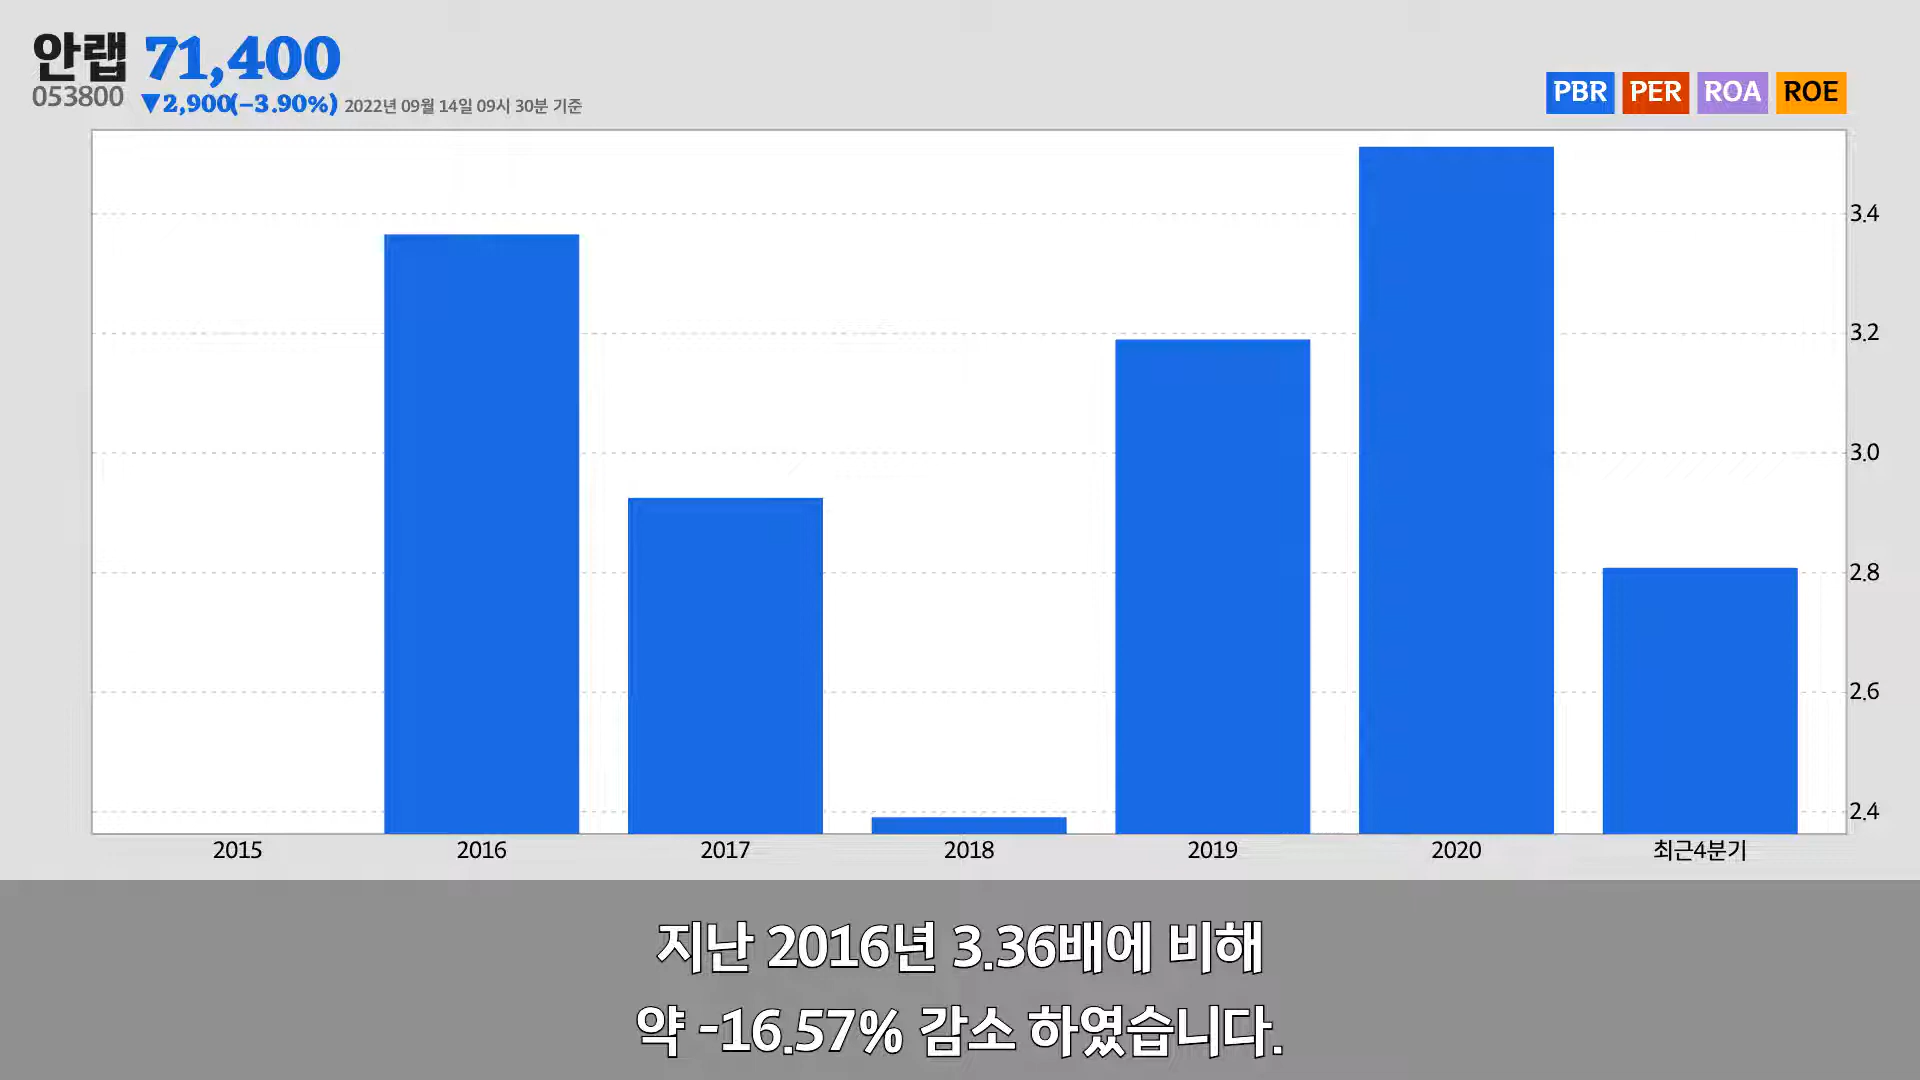 안랩 71,400
053800 ▼2,900(-3.90%) 2022년 09월 14일 09시 30분 기준
PBR PER ROA ROE
3.4
3.2
3.0
2.8
2.6
2.4
2015 2016 2017 2018 2019 2020 최근4분기
지난 2016년 3.36배에 비해
약 -16.57% 감소 하였습니다.